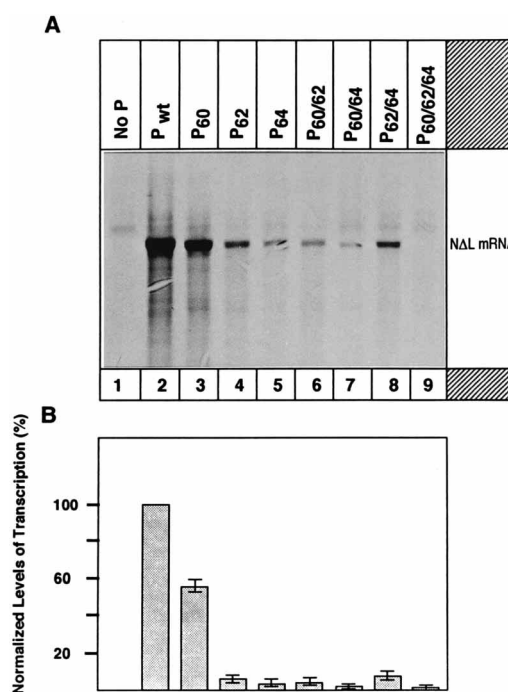 A
No P
P wt
P60
P62
P64
P60/62
P60/64
P62/64
P60/62/64
NΔL mRNA
1 2 3 4 5 6 7 8 9
B
Normalized Levels of Transcription (%)
100
60
20